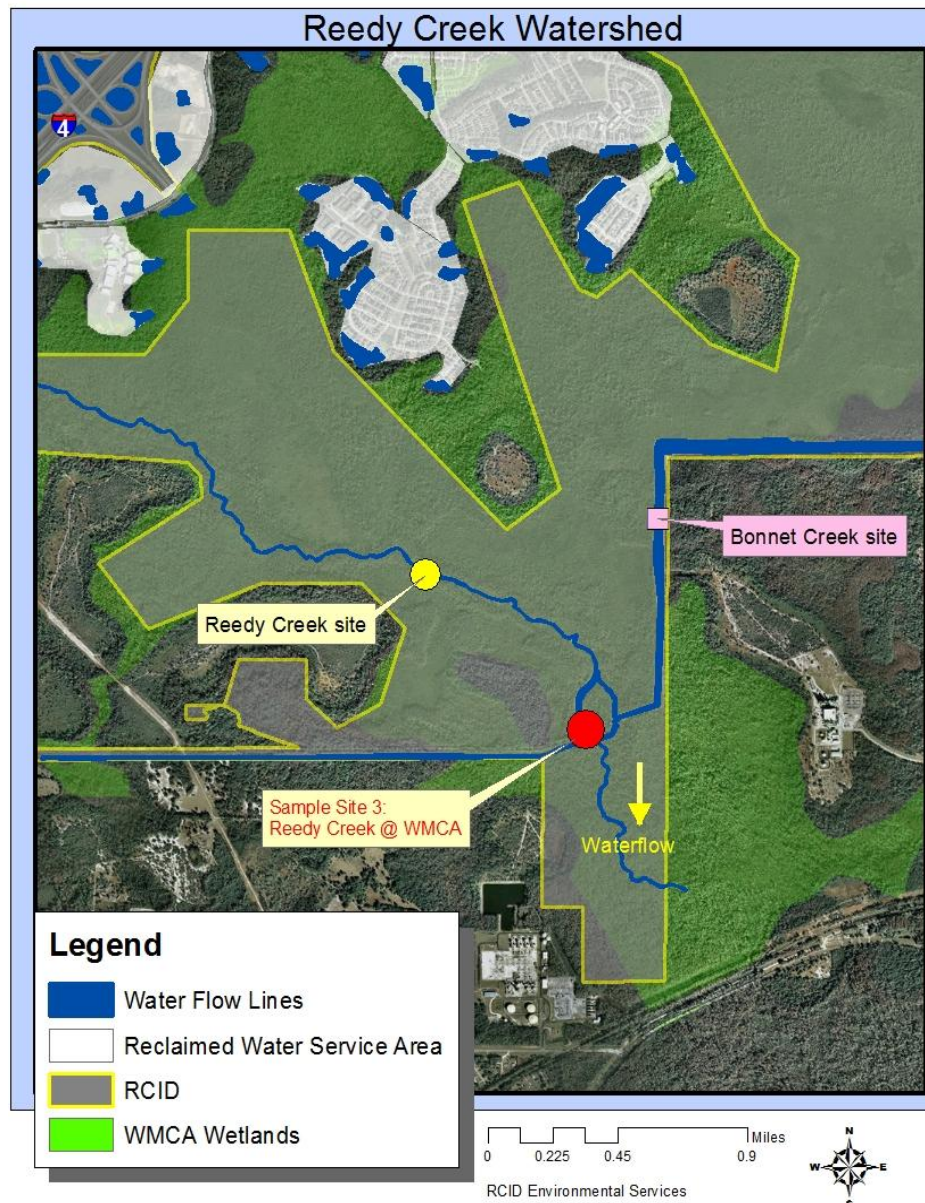 Reedy Creek Watershed
4
Bonnet Creek site
Reedy Creek site
Sample Site 3:
Reedy Creek @ WMCA
Waterflow
Legend
Water Flow Lines
Reclaimed Water Service Area
RCID
WMCA Wetlands
Miles
0 0.225 0.45 0.9
RCID Environmental Services
N
W E
S